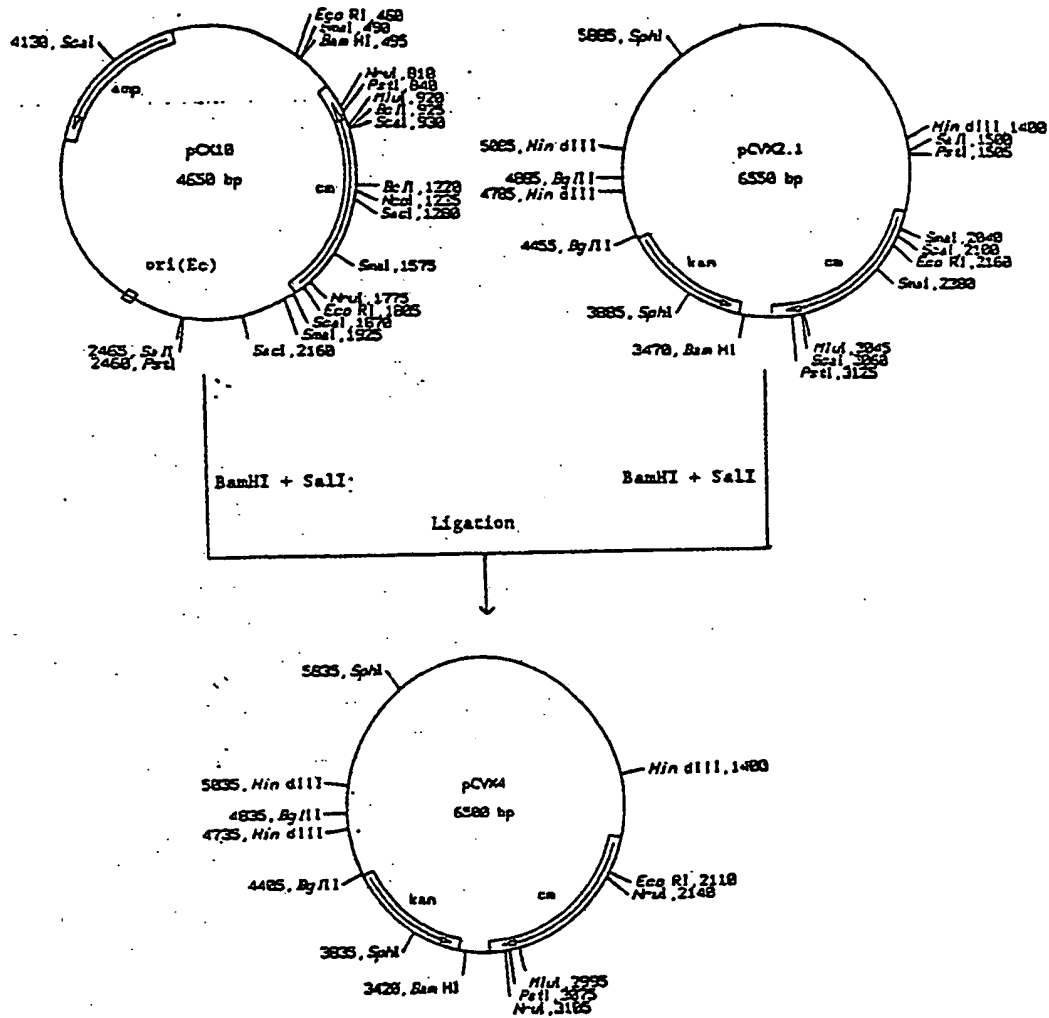 4130, ScaI
amp
pCX10
4650 bp
cm
ori(Ec)
Eco RI, 460
SmaI, 490
Bam HI, 495
NruI, 810
PstI, 840
MluI, 920
BclI, 925
ScaI, 930
BclI, 1220
NcoI, 1235
SacI, 1280
SmaI, 1575
NruI, 1775
Eco RI, 1805
ScaI, 1870
SmaI, 1925
SacI, 2160
2465, SalI
2460, PstI
5885, SphI
pCVX2.1
6550 bp
Hin dIII, 1400
SalI, 1500
PstI, 1505
5085, Hin dIII
4885, BglII
4785, Hin dIII
4455, BglII
kan
cm
SmaI, 2040
ScaI, 2100
Eco RI, 2160
SmaI, 2380
3885, SphI
3470, Bam HI
MluI, 3045
ScaI, 3060
PstI, 3125
BamHI + SalI
BamHI + SalI
Ligation
5835, SphI
pCVX4
6500 bp
Hin dIII, 1400
5035, Hin dIII
4835, BglII
4735, Hin dIII
4405, BglII
kan
cm
Eco RI, 2110
NruI, 2140
3835, SphI
3420, Bam HI
MluI, 2995
PstI, 3075
NruI, 3105